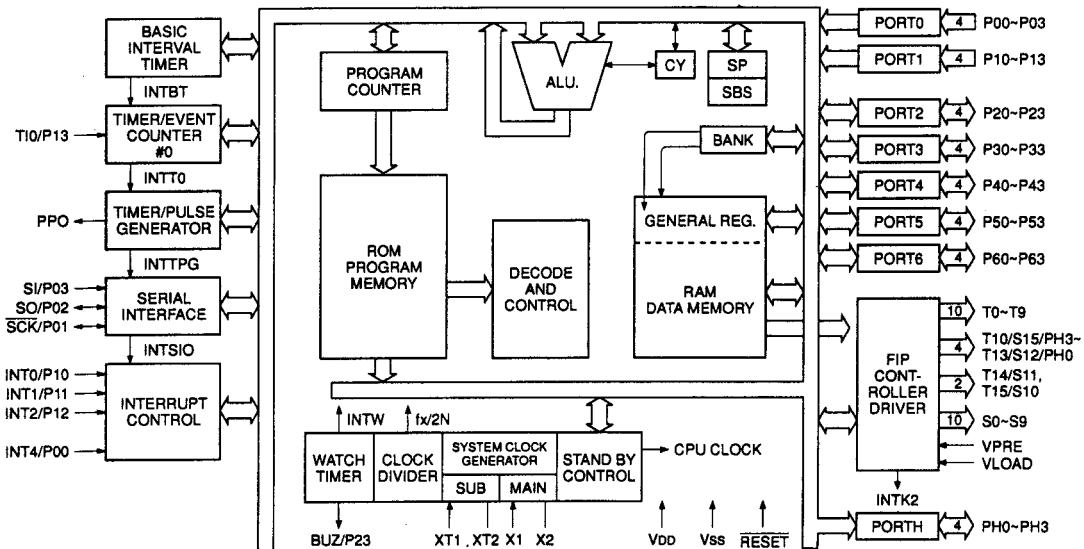 BASIC
INTERVAL
TIMER
INTBT
TI0/P13
TIMER/EVENT
COUNTER
#0
INTT0
PPO
TIMER/PULSE
GENERATOR
INTTPG
SI/P03
SO/P02
SCK/P01
SERIAL
INTERFACE
INTSIO
INT0/P10
INT1/P11
INT2/P12
INT4/P00
INTERRUPT
CONTROL
PROGRAM
COUNTER
ALU.
CY
SP
SBS
BANK
ROM
PROGRAM
MEMORY
DECODE
AND
CONTROL
GENERAL REG.
RAM
DATA MEMORY
INTW
fx/2N
WATCH
TIMER
CLOCK
DIVIDER
SYSTEM CLOCK
GENERATOR
SUB
MAIN
STAND BY
CONTROL
CPU CLOCK
BUZ/P23
XT1, XT2 X1 X2
VDD
VSS
RESET
PORT0 4 P00~P03
PORT1 4 P10~P13
PORT2 4 P20~P23
PORT3 4 P30~P33
PORT4 4 P40~P43
PORT5 4 P50~P53
PORT6 4 P60~P63
FIP
CONT-
ROLLER
DRIVER
10 T0~T9
4 T10/S15/PH3~
T13/S12/PH0
2 T14/S11,
T15/S10
10 S0~S9
VPRE
VLOAD
INTK2
PORTH 4 PH0~PH3